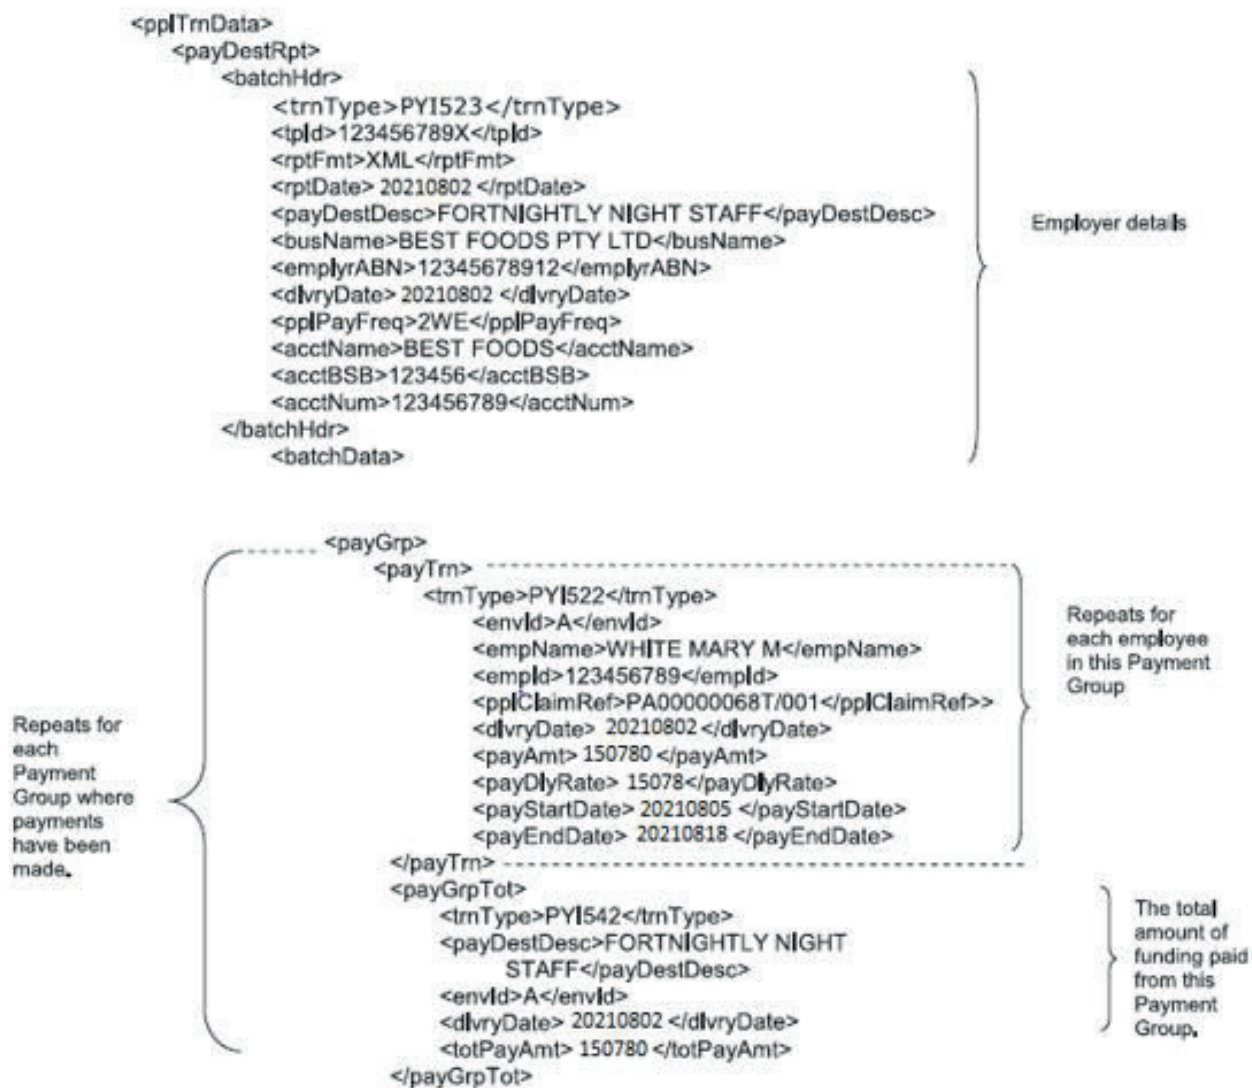 <pplTrnData>
<payDestRpt>
<batchHdr>
<trnType>PYI523</trnType>
<tpId>123456789X</tpId>
<rptFmt>XML</rptFmt>
<rptDate> 20210802 </rptDate>
<payDestDesc>FORTNIGHTLY NIGHT STAFF</payDestDesc>
<busName>BEST FOODS PTY LTD</busName>
<emplyrABN>12345678912</emplyrABN>
<dlvryDate> 20210802 </dlvryDate>
<pplPayFreq>2WE</pplPayFreq>
<acctName>BEST FOODS</acctName>
<acctBSB>123456</acctBSB>
<acctNum>123456789</acctNum>
</batchHdr>
<batchData>
Employer details
<payGrp>
<payTrn>
<trnType>PYI522</trnType>
<envId>A</envId>
<empName>WHITE MARY M</empName>
<empId>123456789</empId>
<pplClaimRef>PA00000068T/001</pplClaimRef>>
<dlvryDate> 20210802 </dlvryDate>
<payAmt> 150780 </payAmt>
<payDlyRate> 15078</payDlyRate>
<payStartDate> 20210805 </payStartDate>
<payEndDate> 20210818 </payEndDate>
</payTrn>
Repeats for
each employee
in this Payment
Group
Repeats for
each
Payment
Group where
payments
have been
made.
<payGrpTot>
<trnType>PYI542</trnType>
<payDestDesc>FORTNIGHTLY NIGHT
STAFF</payDestDesc>
<envId>A</envId>
<dlvryDate> 20210802 </dlvryDate>
<totPayAmt> 150780 </totPayAmt>
</payGrpTot>
The total
amount of
funding paid
from this
Payment
Group.